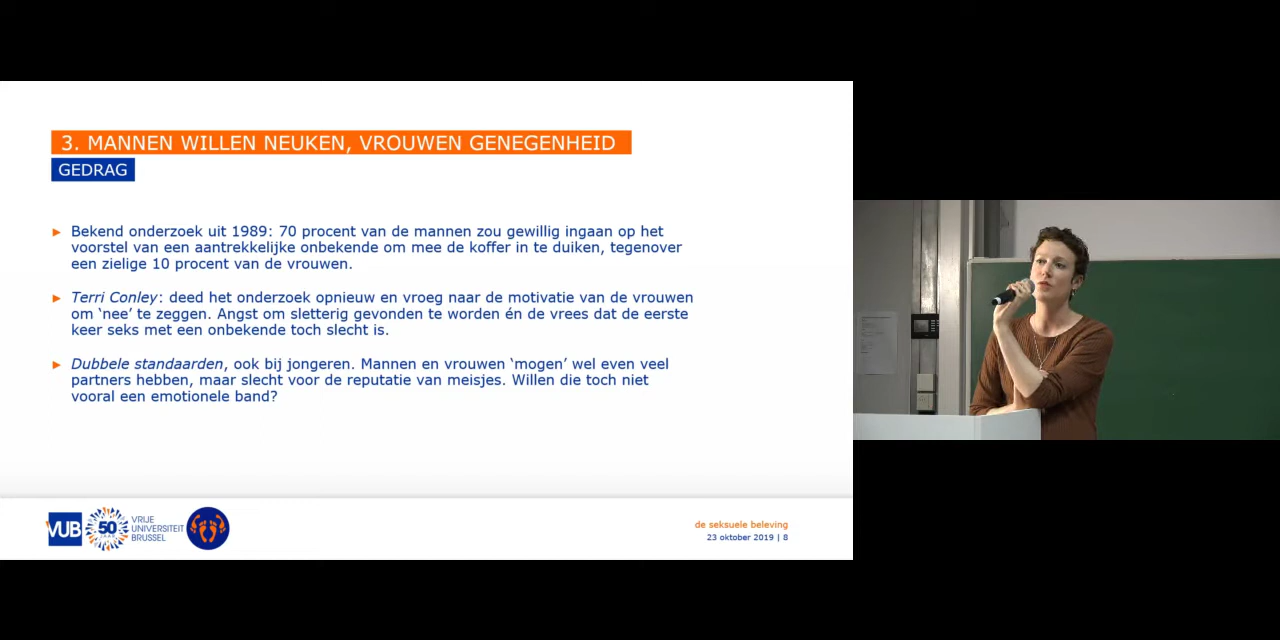 3. MANNEN WILLEN NEUKEN, VROUWEN GENEGENHEID
GEDRAG
► Bekend onderzoek uit 1989: 70 procent van de mannen zou gewillig ingaan op het
voorstel van een aantrekkelijke onbekende om mee de koffer in te duiken, tegenover
een zielige 10 procent van de vrouwen.
► Terri Conley: deed het onderzoek opnieuw en vroeg naar de motivatie van de vrouwen
om ‘nee’ te zeggen. Angst om sletterig gevonden te worden én de vrees dat de eerste
keer seks met een onbekende toch slecht is.
► Dubbele standaarden, ook bij jongeren. Mannen en vrouwen ‘mogen’ wel even veel
partners hebben, maar slecht voor de reputatie van meisjes. Willen die toch niet
vooral een emotionele band?
VUB
50
JAAR
VRIJE
UNIVERSITEIT
BRUSSEL
de seksuele beleving
23 oktober 2019 | 8